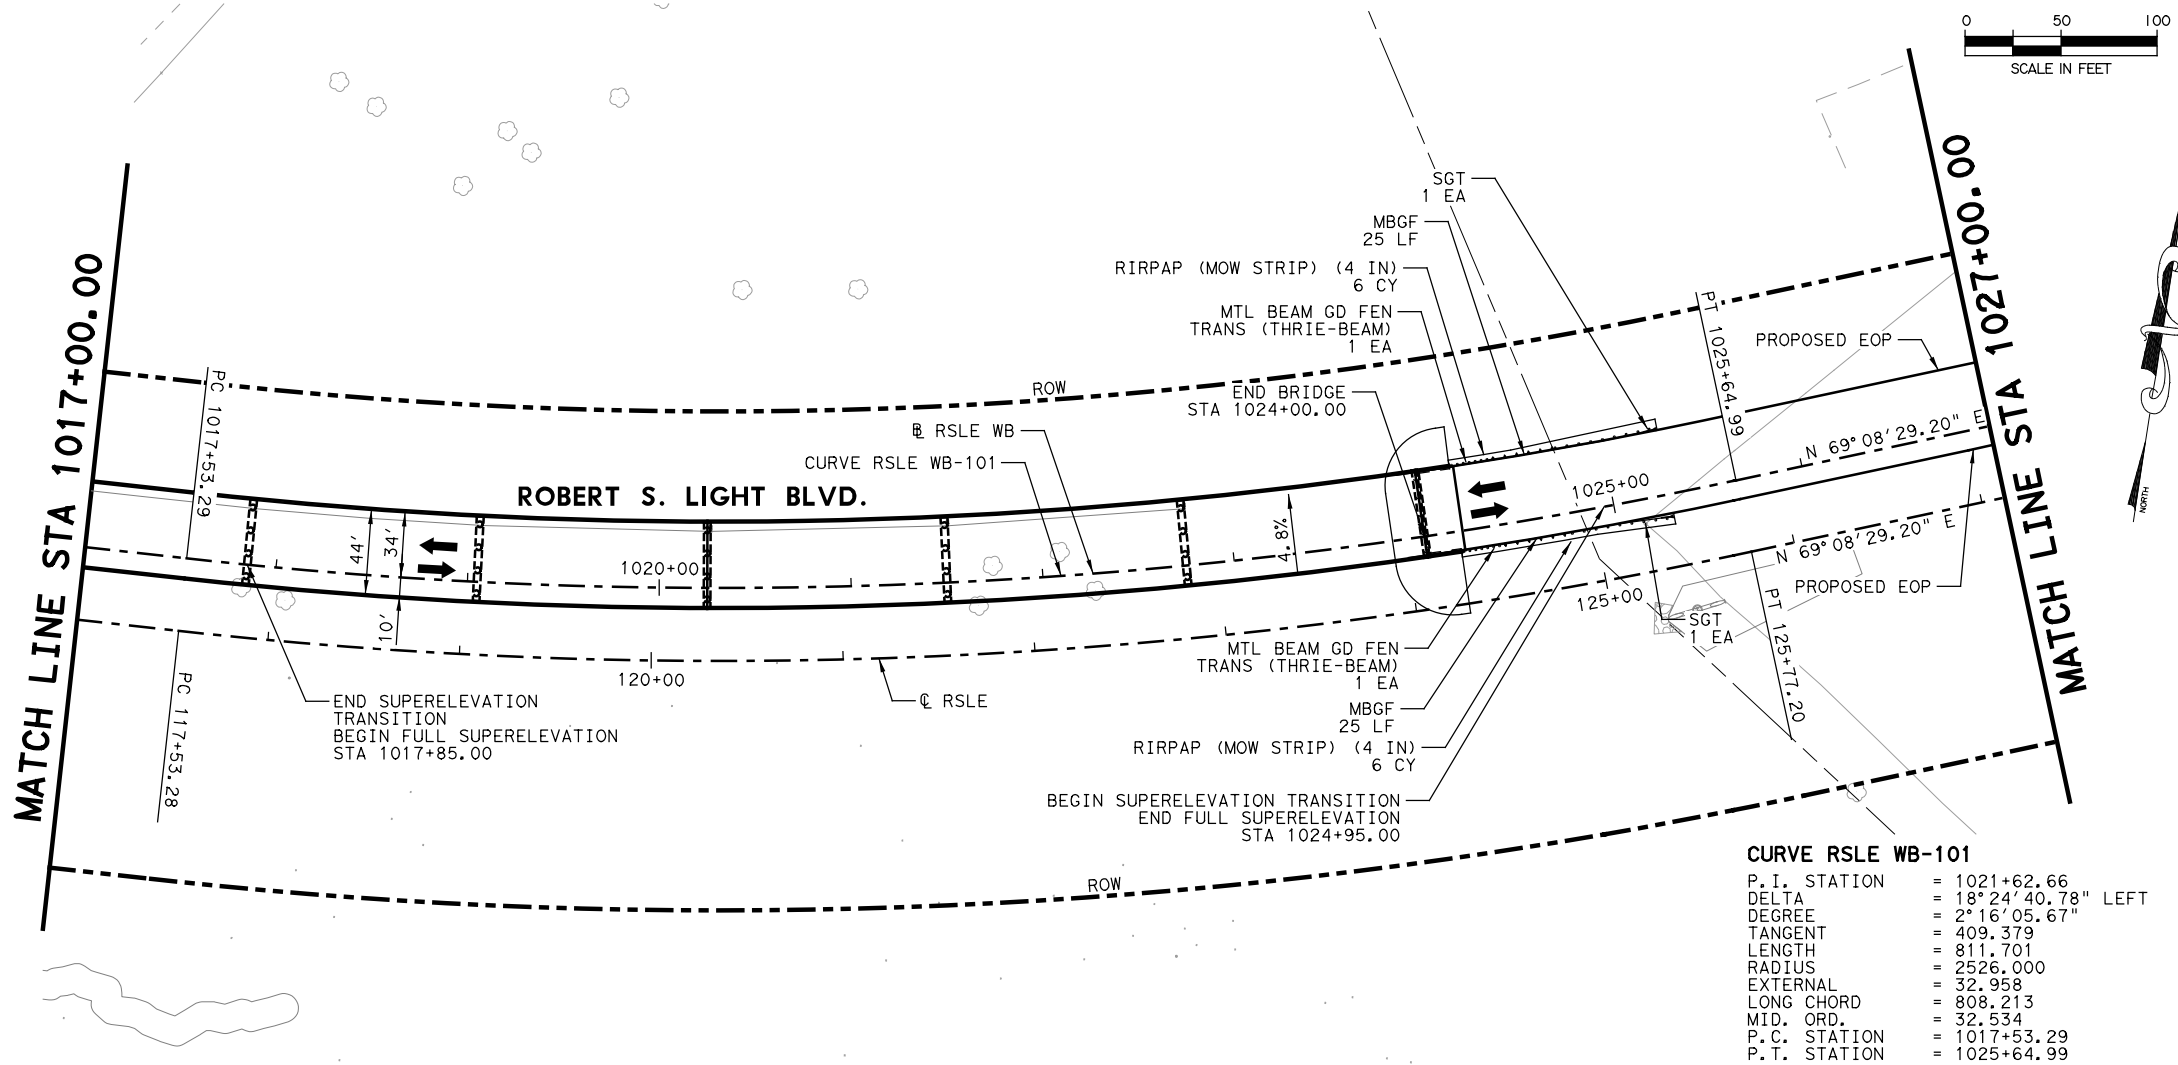 0 50 100
SCALE IN FEET
NORTH
MATCH LINE STA 1017+00.00
MATCH LINE STA 1027+00.00
SGT
1 EA
MBGF
25 LF
RIRPAP (MOW STRIP) (4 IN)
6 CY
MTL BEAM GD FEN
TRANS (THRIE-BEAM)
1 EA
END BRIDGE
STA 1024+00.00
PT 1025+64.99
PROPOSED EOP
PC 1017+53.29
ROW
℄ RSLE WB
CURVE RSLE WB-101
ROBERT S. LIGHT BLVD.
N 69°08'29.20" E
1025+00
44'
34'
10'
4.8%
1020+00
N 69°08'29.20" E
125+00
PROPOSED EOP
SGT
1 EA
PT 125+77.20
PC 117+53.28
120+00
℄ RSLE
END SUPERELEVATION
TRANSITION
BEGIN FULL SUPERELEVATION
STA 1017+85.00
MTL BEAM GD FEN
TRANS (THRIE-BEAM)
1 EA
MBGF
25 LF
RIRPAP (MOW STRIP) (4 IN)
6 CY
BEGIN SUPERELEVATION TRANSITION
END FULL SUPERELEVATION
STA 1024+95.00
ROW
CURVE RSLE WB-101
P.I. STATION = 1021+62.66
DELTA = 18°24'40.78" LEFT
DEGREE = 2°16'05.67"
TANGENT = 409.379
LENGTH = 811.701
RADIUS = 2526.000
EXTERNAL = 32.958
LONG CHORD = 808.213
MID. ORD. = 32.534
P.C. STATION = 1017+53.29
P.T. STATION = 1025+64.99